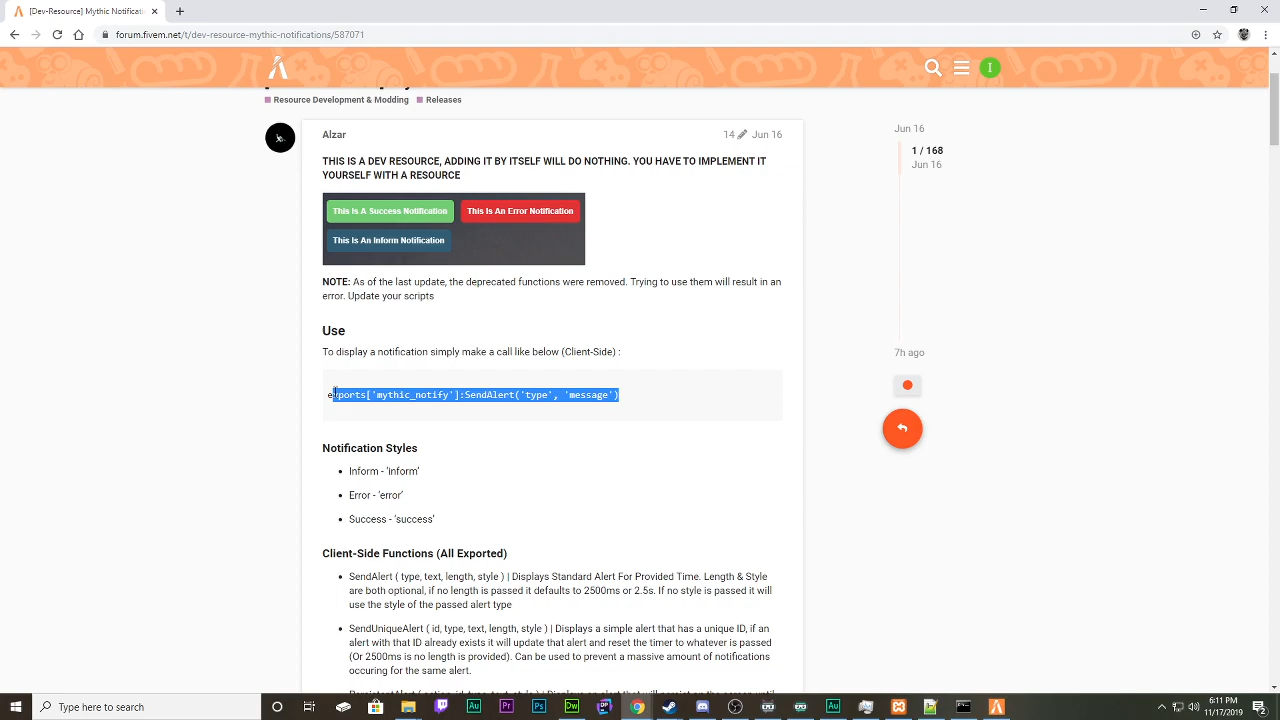 [Dev-Resource] Mythic Notificati
forum.fivem.net/t/dev-resource-mythic-notifications/587071
I
Resource Development & Modding Releases
Alzar
14 Jun 16
THIS IS A DEV RESOURCE, ADDING IT BY ITSELF WILL DO NOTHING. YOU HAVE TO IMPLEMENT IT
YOURSELF WITH A RESOURCE
This Is A Success Notification This Is An Error Notification
This Is An Inform Notification
NOTE: As of the last update, the deprecated functions were removed. Trying to use them will result in an
error. Update your scripts
Use
To display a notification simply make a call like below (Client-Side) :
exports['mythic_notify']:SendAlert('type', 'message')
Notification Styles
Inform - ‘inform’
Error - ‘error’
Success - ‘success’
Client-Side Functions (All Exported)
SendAlert ( type, text, length, style ) | Displays Standard Alert For Provided Time. Length & Style
are both optional, if no length is passed it defaults to 2500ms or 2.5s. If no style is passed it will
use the style of the passed alert type
SendUniqueAlert ( id, type, text, length, style ) | Displays a simple alert that has a unique ID, if an
alert with that ID already exists it will update that alert and reset the timer to whatever is passed
(Or 2500ms is no length is provided). Can be used to prevent a massive amount of notifications
occuring for the same alert.
Jun 16
1 / 168
Jun 16
7h ago
Type here to search
Au Pr Ps Dw Au
6:11 PM
11/17/2019